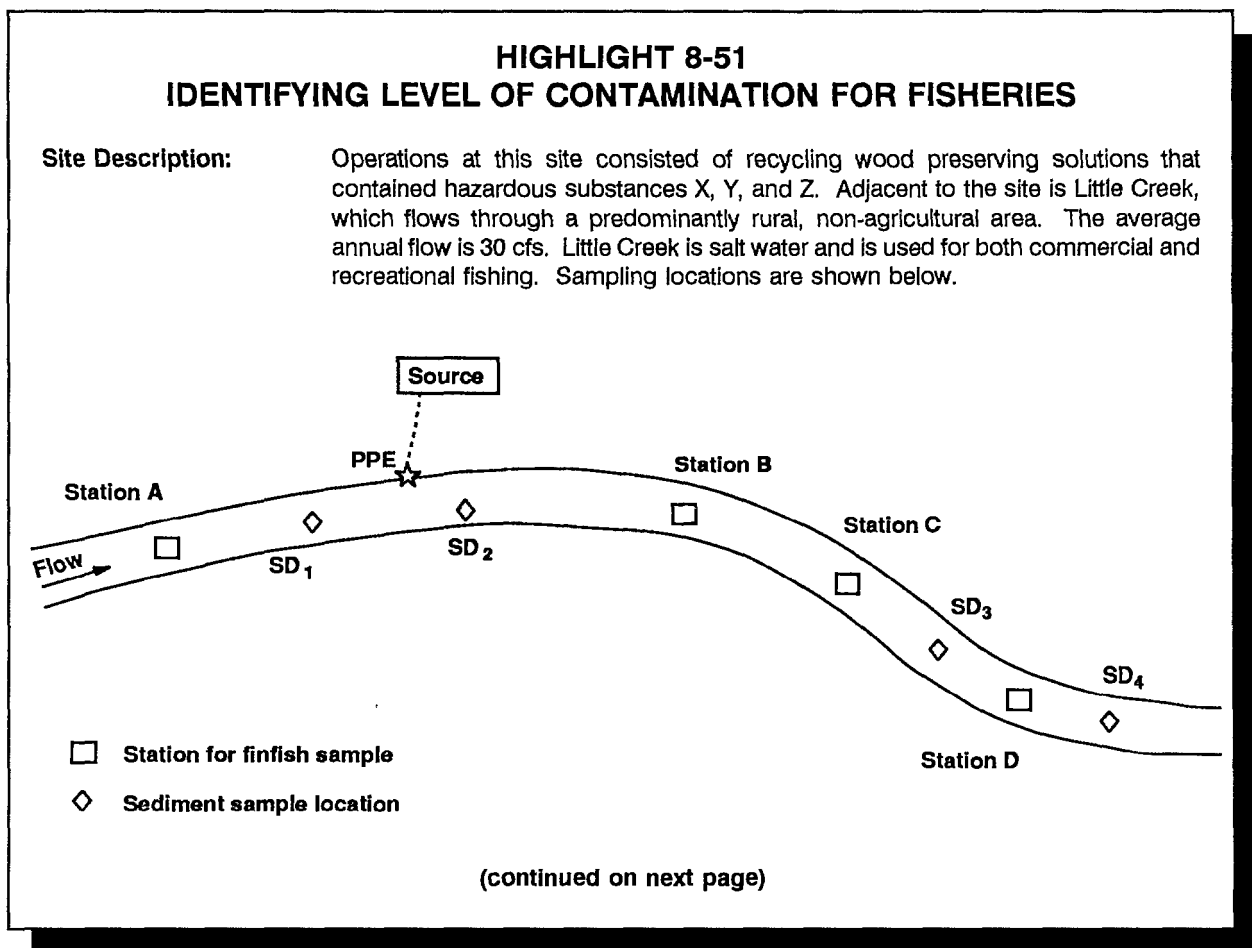 HIGHLIGHT 8-51
IDENTIFYING LEVEL OF CONTAMINATION FOR FISHERIES
Site Description: Operations at this site consisted of recycling wood preserving solutions that
contained hazardous substances X, Y, and Z. Adjacent to the site is Little Creek,
which flows through a predominantly rural, non-agricultural area. The average
annual flow is 30 cfs. Little Creek is salt water and is used for both commercial and
recreational fishing. Sampling locations are shown below.
Source
PPE
Station B
Station A
Station C
SD2
Flow
SD1
SD3
SD4
Station for finfish sample
Station D
Sediment sample location
(continued on next page)